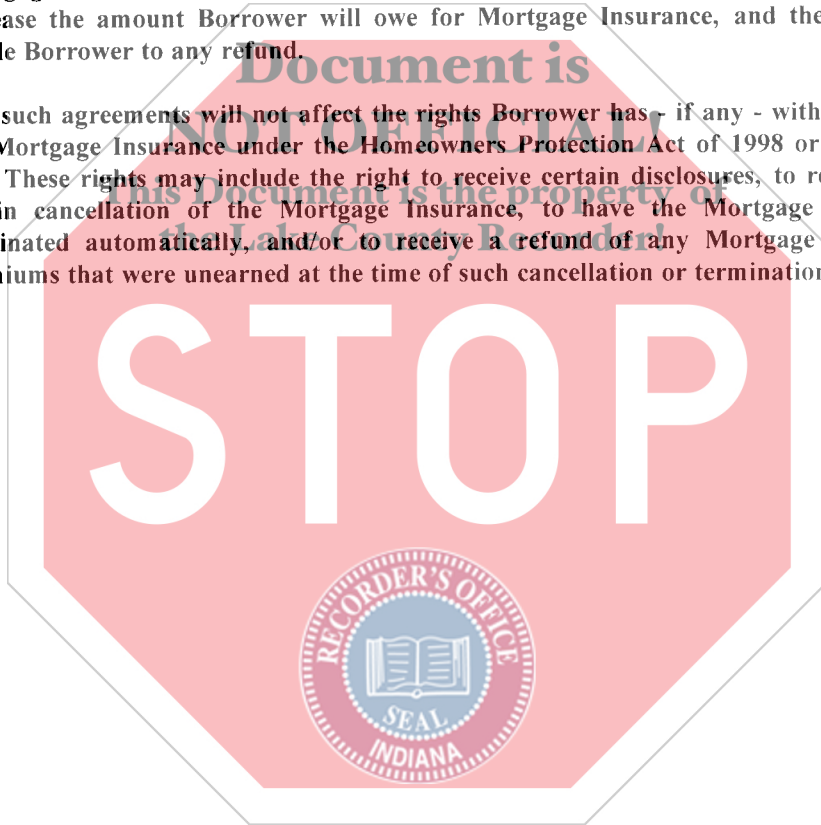 ase the amount Borrower will owe for Mortgage Insurance, and the
le Borrower to any refund.
such agreements will not affect the rights Borrower has - if any - with
Mortgage Insurance under the Homeowners Protection Act of 1998 or
These rights may include the right to receive certain disclosures, to r
in cancellation of the Mortgage Insurance, to have the Mortgage
inated automatically, and/or to receive a refund of any Mortgage
iums that were unearned at the time of such cancellation or termination
Document is
NOT OFFICIAL!
This Document is the property of
the Lake County Recorder!
STOP
RECORDER'S OFFICE
SEAL
INDIANA